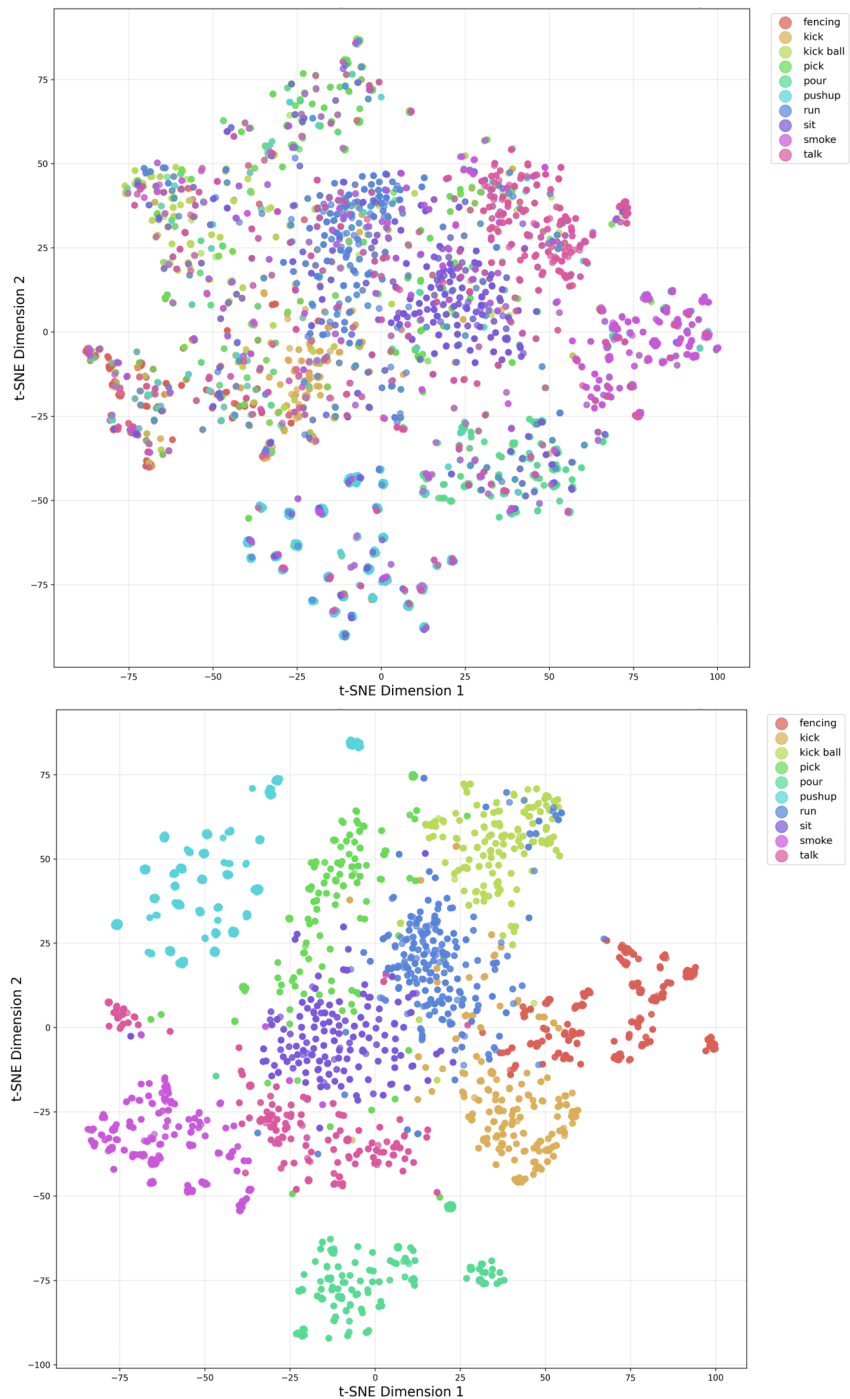 fencing
kick
kick ball
pick
pour
pushup
run
sit
smoke
talk
75
50
25
0
−25
−50
−75
t-SNE Dimension 2
−75 −50 −25 0 25 50 75 100
t-SNE Dimension 1
fencing
kick
kick ball
pick
pour
pushup
run
sit
smoke
talk
75
50
25
0
−25
−50
−75
−100
t-SNE Dimension 2
−75 −50 −25 0 25 50 75 100
t-SNE Dimension 1